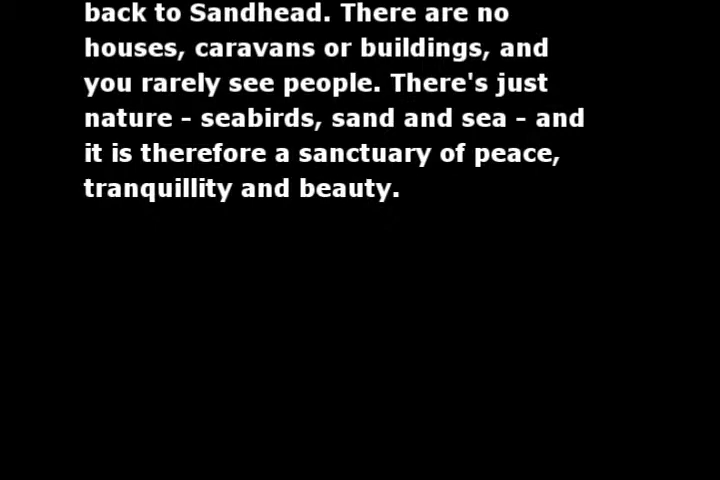 back to Sandhead. There are no
houses, caravans or buildings, and
you rarely see people. There's just
nature - seabirds, sand and sea - and
it is therefore a sanctuary of peace,
tranquillity and beauty.